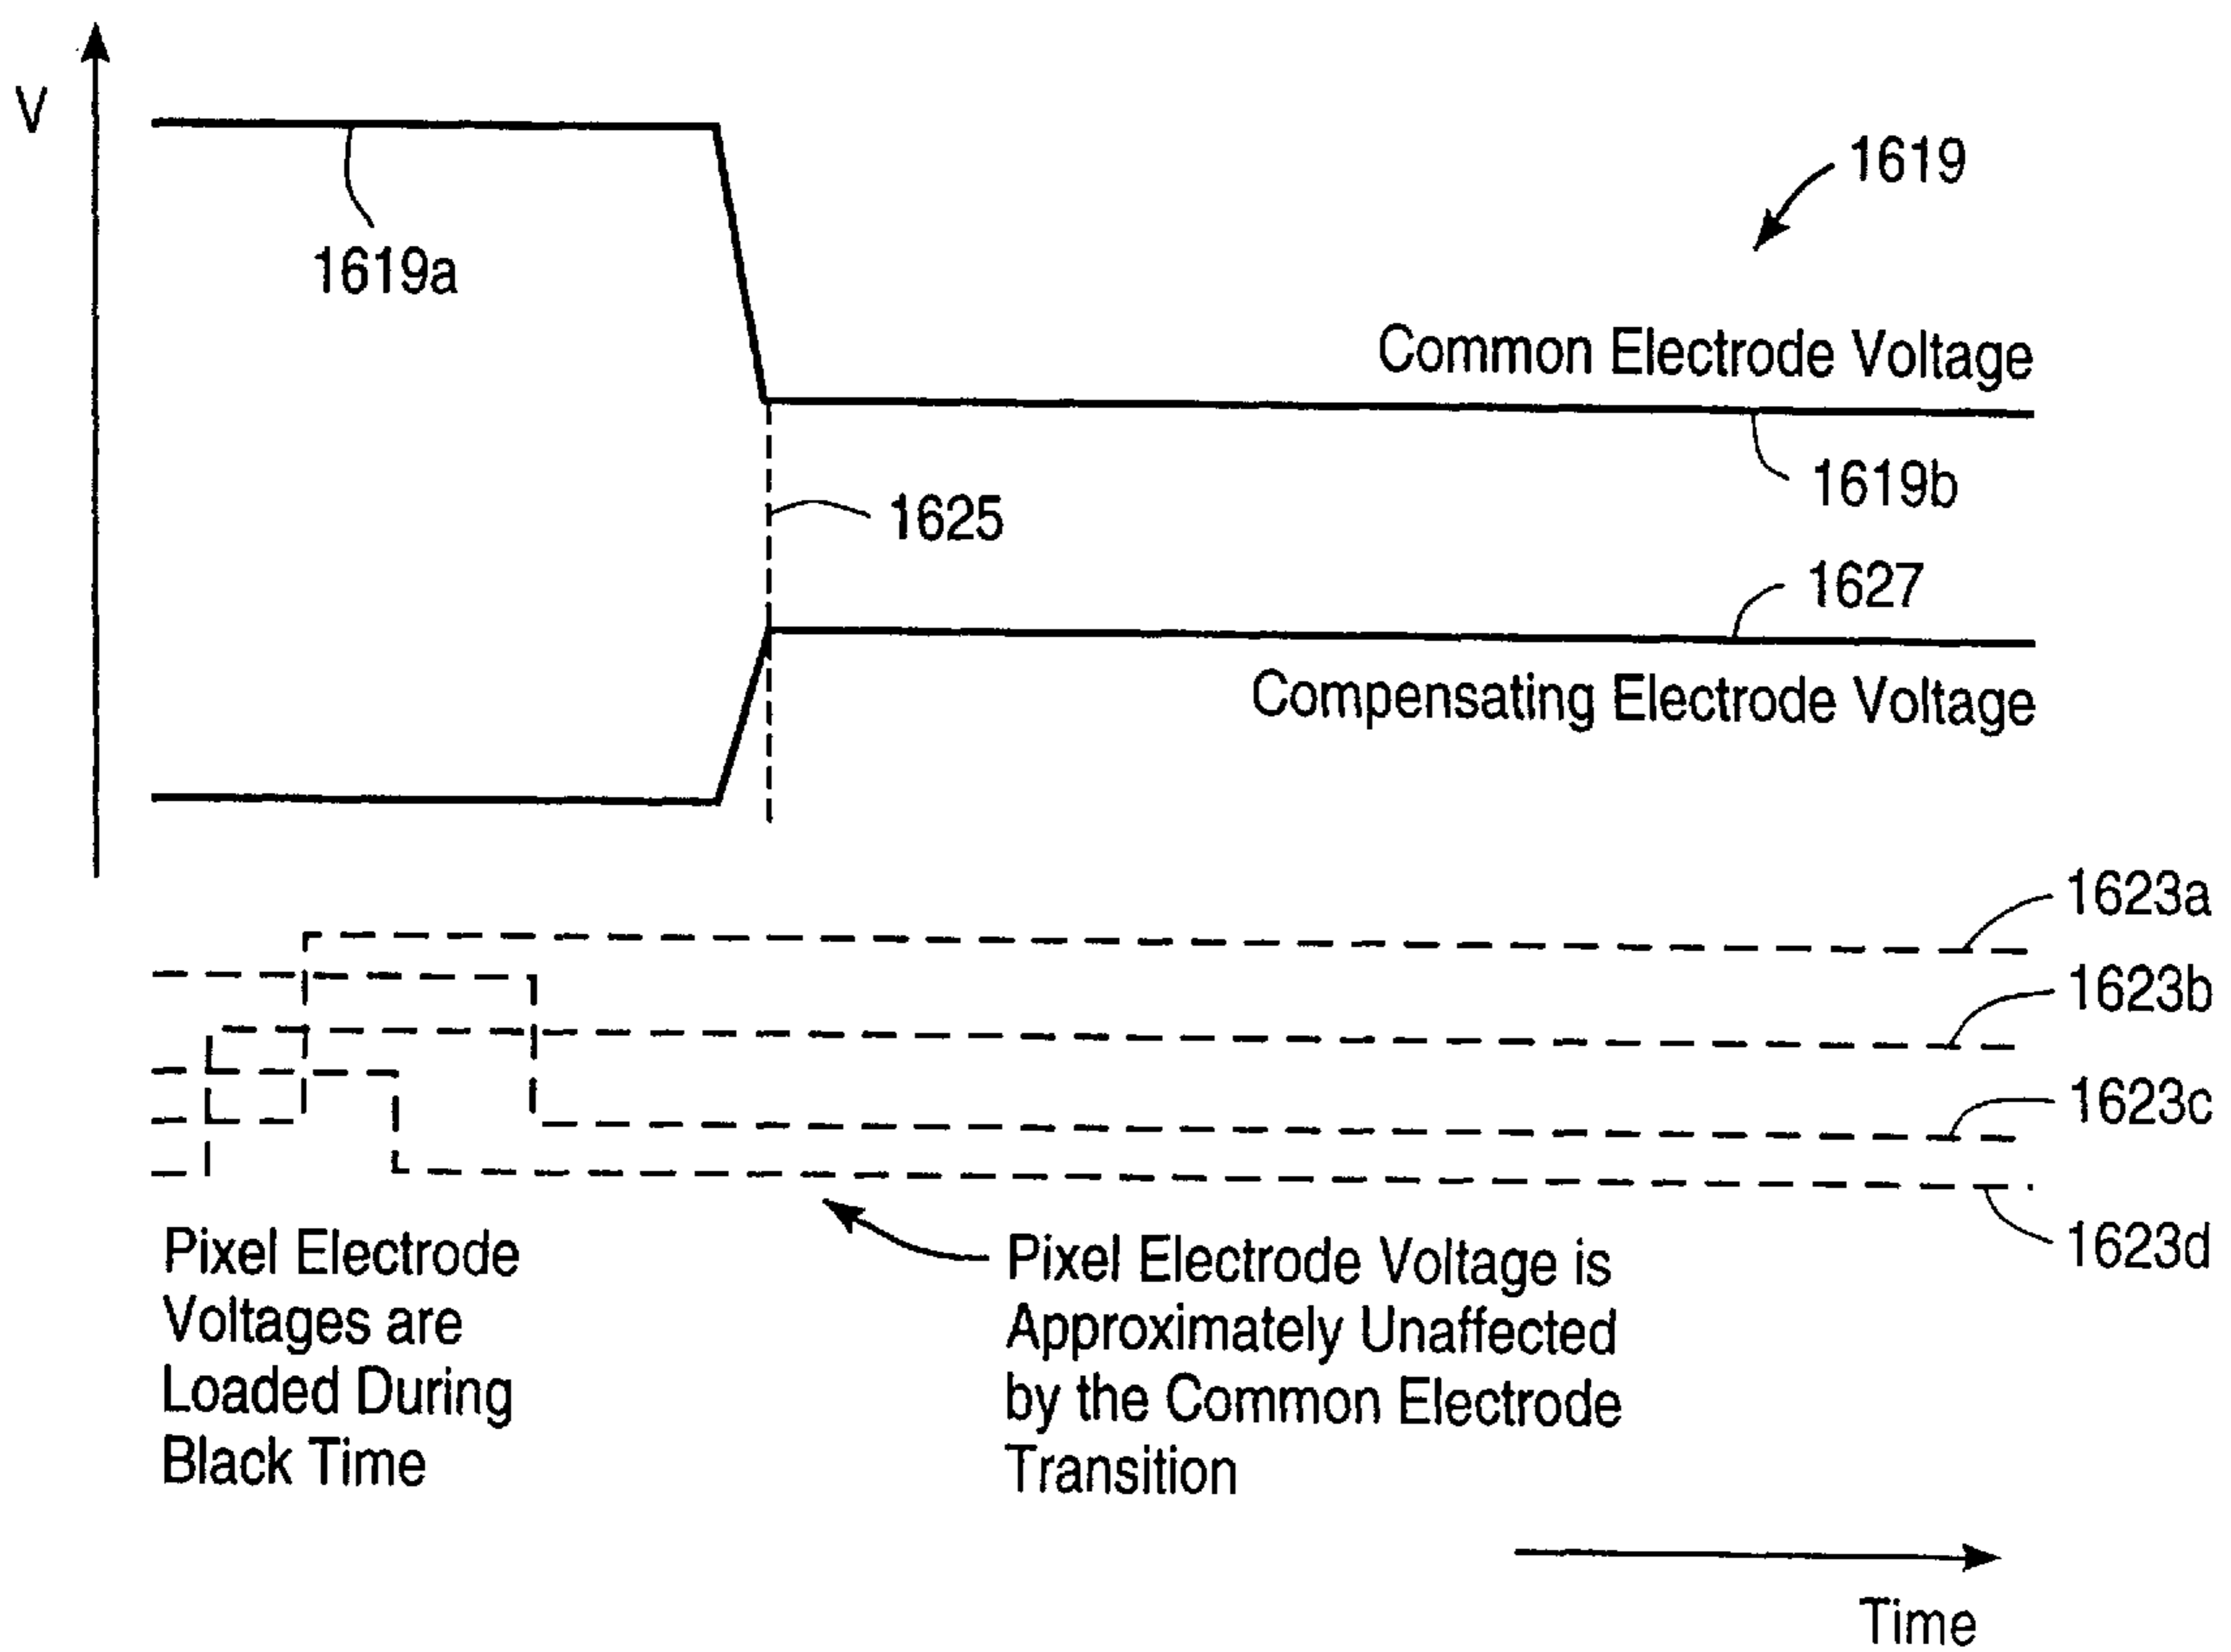 V
1619
1619a
Common Electrode Voltage
1619b
1625
1627
Compensating Electrode Voltage
1623a
1623b
1623c
1623d
Pixel Electrode
Voltages are
Loaded During
Black Time
Pixel Electrode Voltage is
Approximately Unaffected
by the Common Electrode
Transition
Time